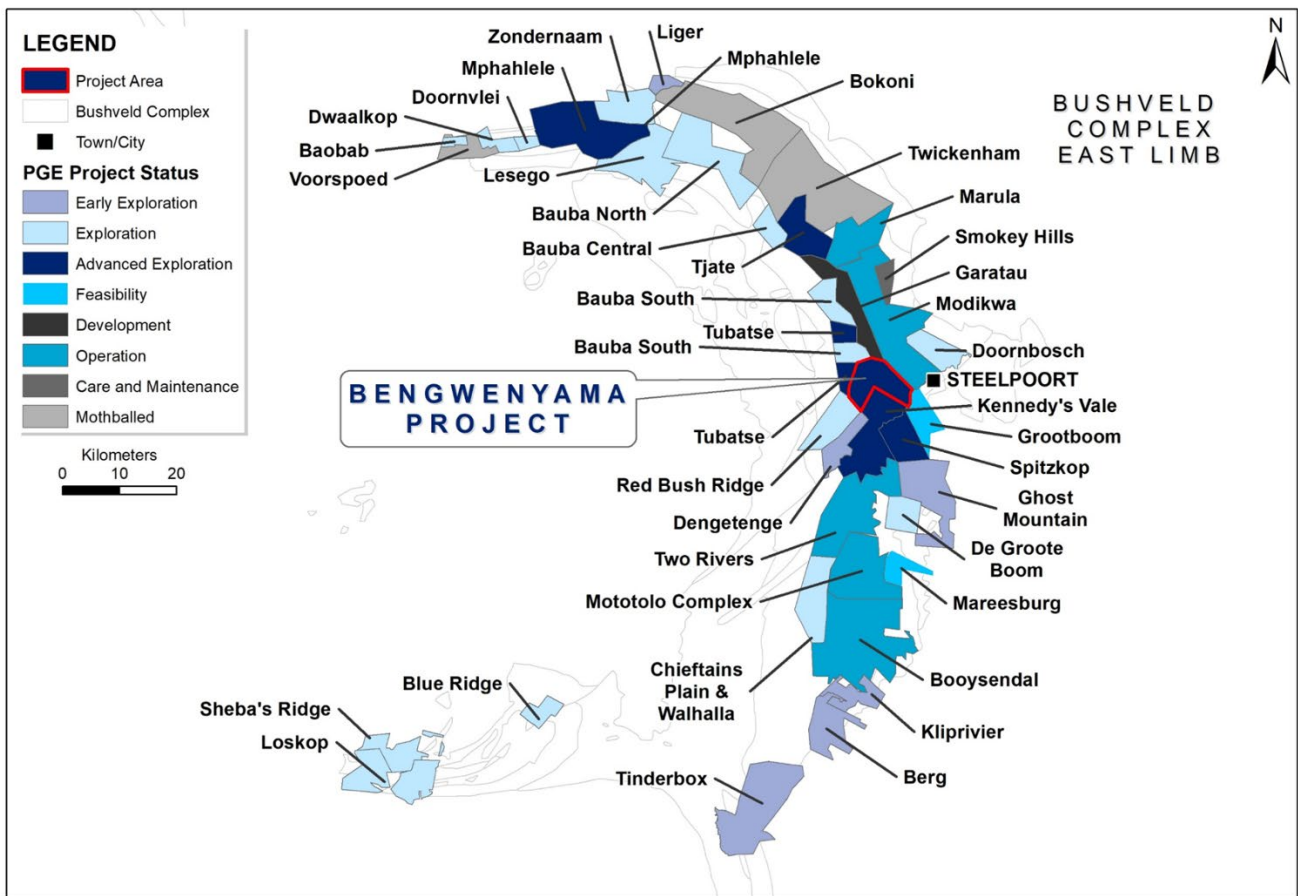 LEGEND
Project Area
Bushveld Complex
Town/City
PGE Project Status
Early Exploration
Exploration
Advanced Exploration
Feasibility
Development
Operation
Care and Maintenance
Mothballed
Kilometers
0 10 20
N
BUSHVELD
COMPLEX
EAST LIMB
Liger
Zondernaam
Mphahlele
Mphahlele
Bokoni
Doornvlei
Dwaalkop
Baobab
Voorspoed
Lesego
Twickenham
Bauba North
Marula
Bauba Central
Smokey Hills
Tjate
Garatau
Bauba South
Modikwa
Tubatse
Bauba South
Doornbosch
STEELPOORT
BENGWENYAMA
PROJECT
Kennedy's Vale
Tubatse
Grootboom
Red Bush Ridge
Spitzkop
Dengetenge
Ghost
Mountain
Two Rivers
De Groote
Boom
Mototolo Complex
Mareesburg
Chieftains
Plain &
Walhalla
Booysendal
Blue Ridge
Sheba's Ridge
Loskop
Klipriver
Berg
Tinderbox